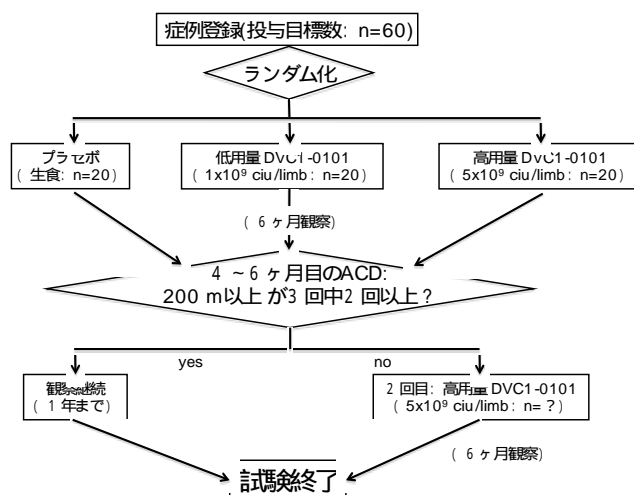 症例登録(投与目標数: n=60)
ランダム化
プラセボ
( 生食: n=20)
低用量 DVC1-0101
( 1x10⁹ ciu/limb: n=20)
高用量 DVC1-0101
( 5x10⁹ ciu/limb: n=20)
( 6 ヶ月観察)
4 ~ 6 ヶ月目のACD:
200 m以上 が3 回中2 回以上 ?
yes
no
観察継続
( 1 年まで)
2 回目: 高用量 DVC1-0101
( 5x10⁹ ciu/limb: n= ? )
( 6 ヶ月観察)
試験終了